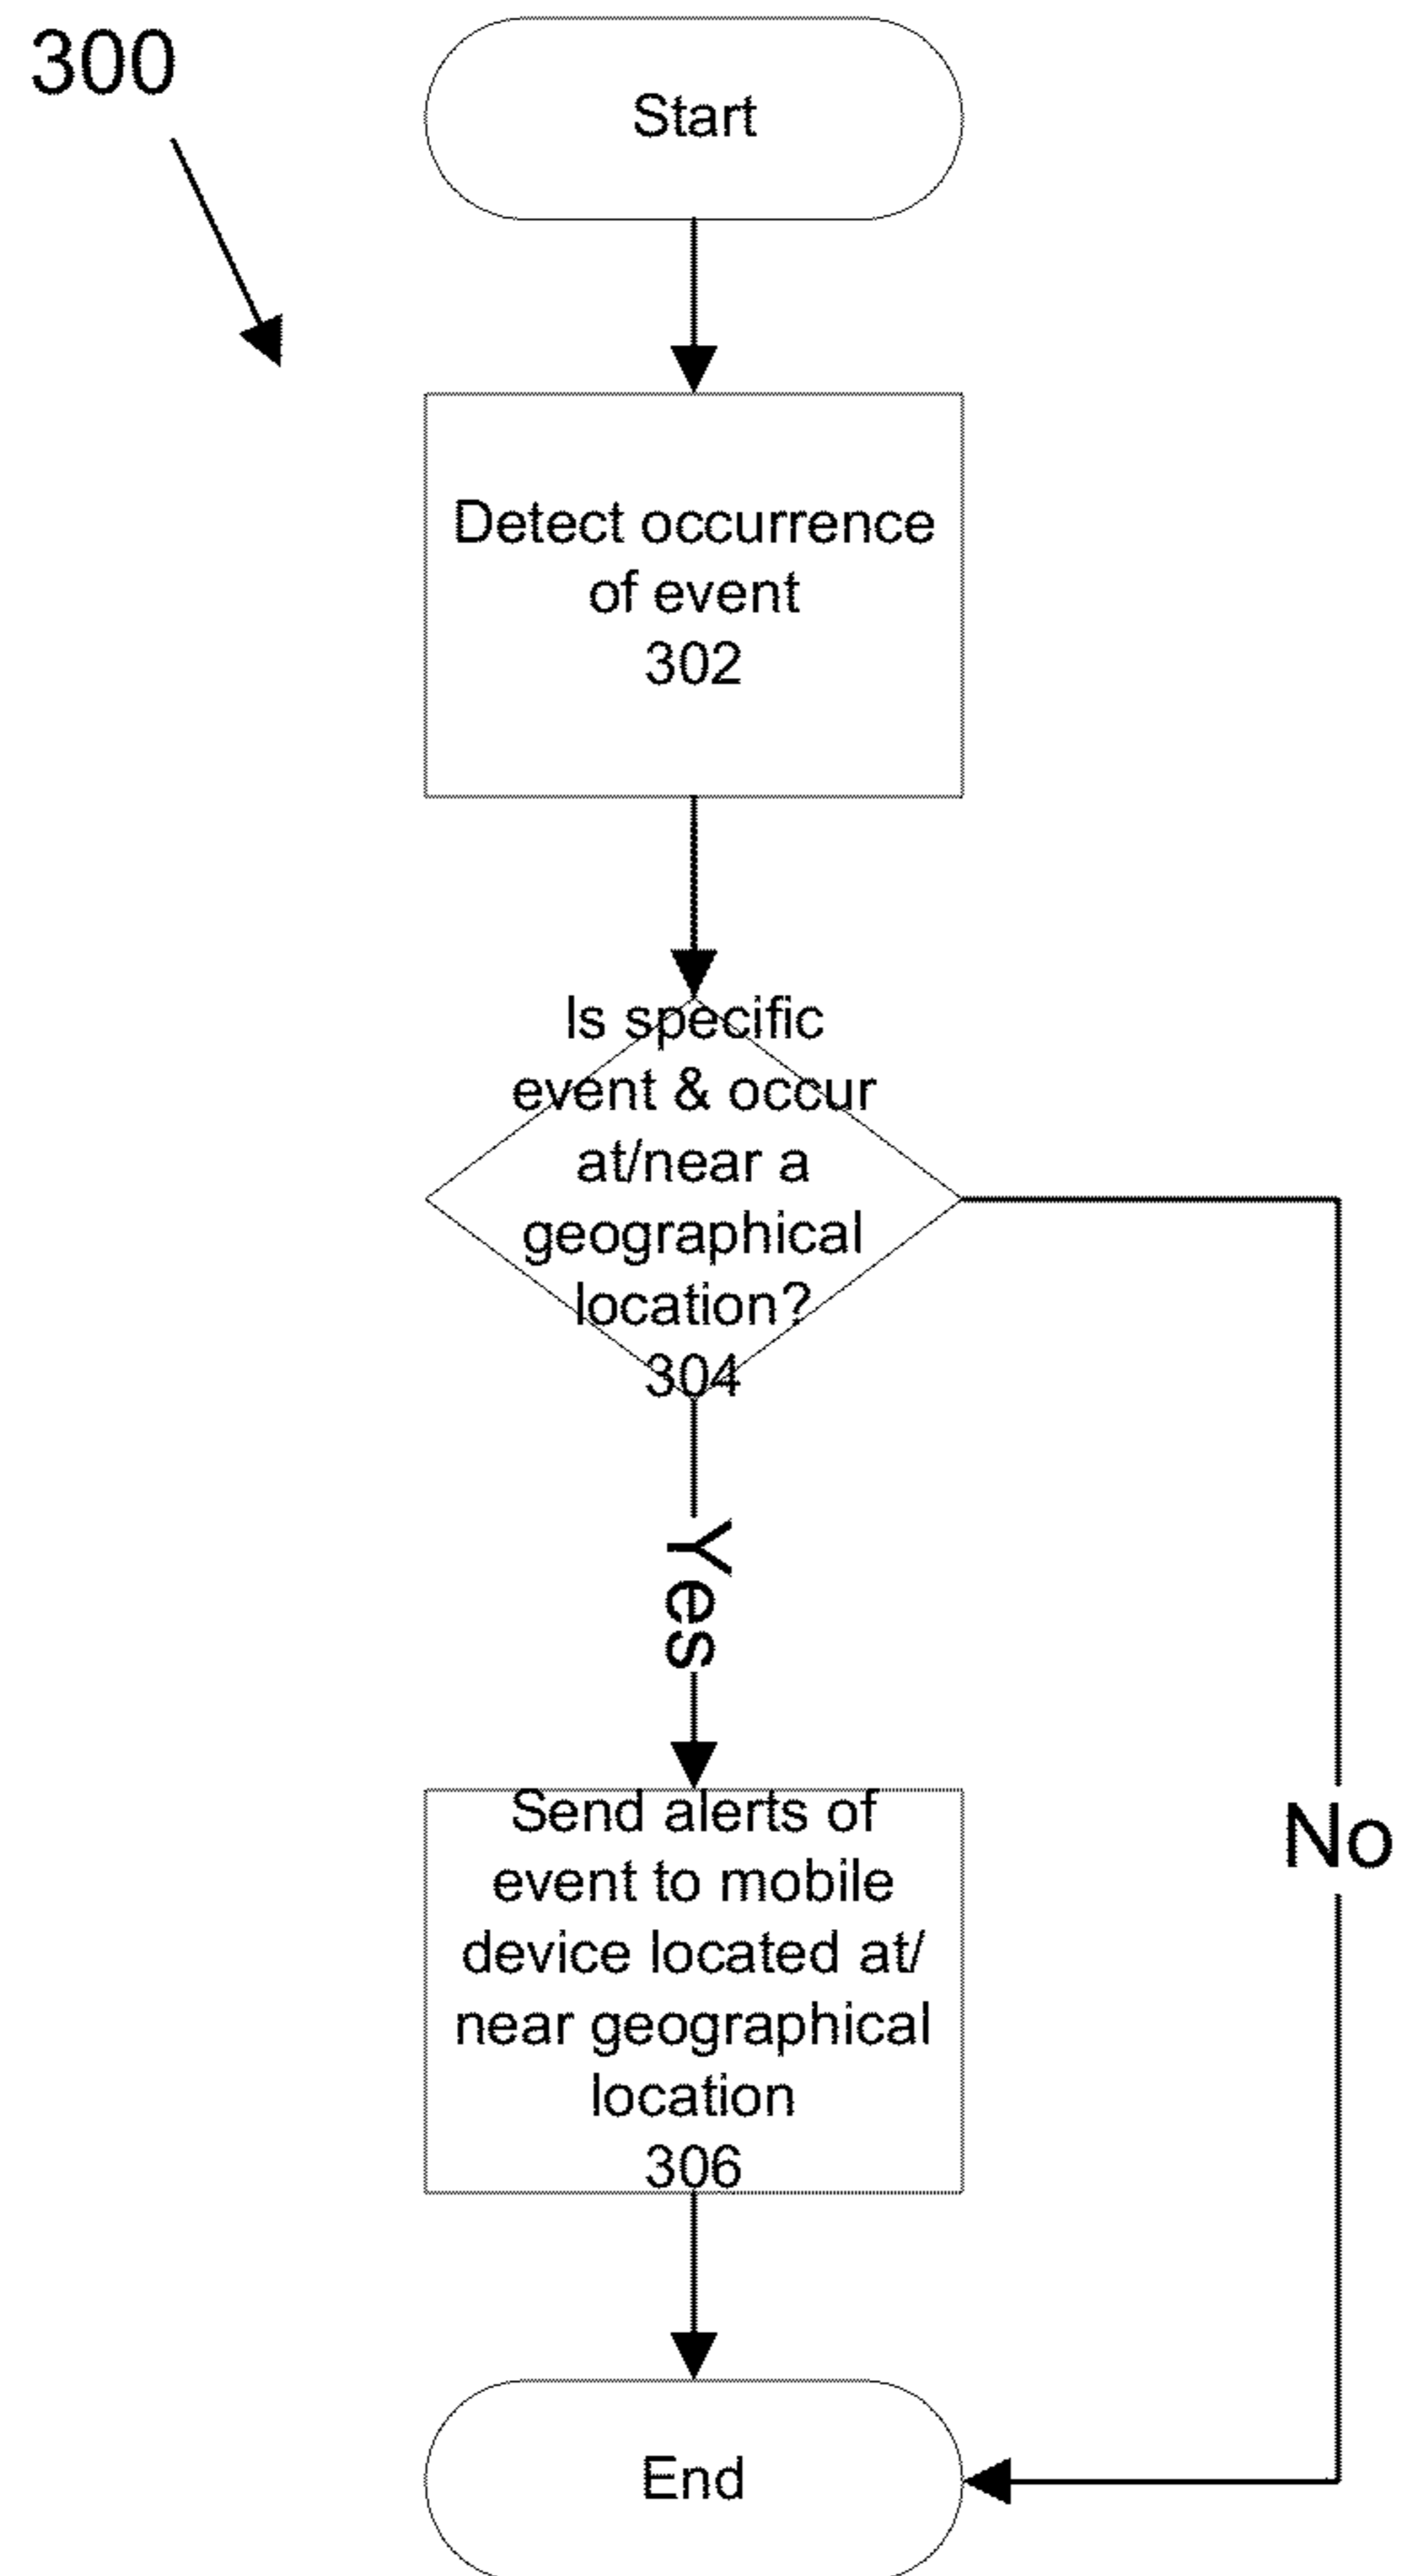 300
Start
Detect occurrence
of event
302
Is specific
event & occur
at/near a
geographical
location?
304
Yes
Send alerts of
event to mobile
device located at/
near geographical
location
306
No
End